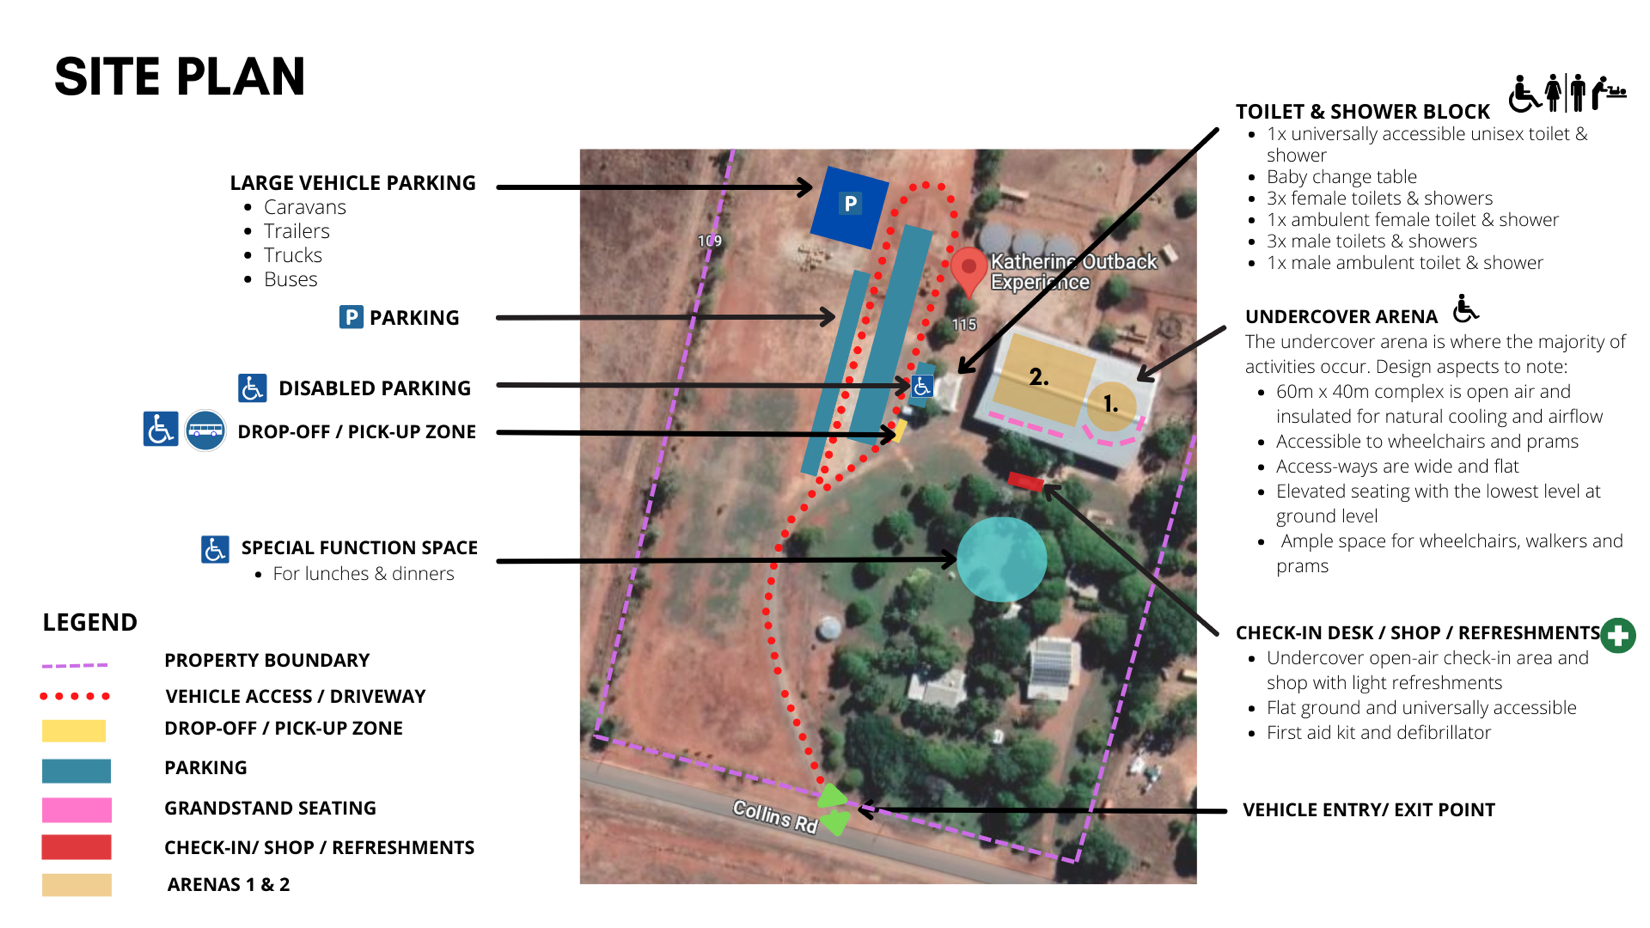 SITE PLAN
LARGE VEHICLE PARKING
Caravans
Trailers
Trucks
Buses
P PARKING
DISABLED PARKING
DROP-OFF / PICK-UP ZONE
SPECIAL FUNCTION SPACE
For lunches & dinners
LEGEND
PROPERTY BOUNDARY
VEHICLE ACCESS / DRIVEWAY
DROP-OFF / PICK-UP ZONE
PARKING
GRANDSTAND SEATING
CHECK-IN/ SHOP / REFRESHMENTS
ARENAS 1 & 2
P
109
Katherine Outback
Experience
115
2.
1.
Collins Rd
TOILET & SHOWER BLOCK
1x universally accessible unisex toilet &
shower
Baby change table
3x female toilets & showers
1x ambulent female toilet & shower
3x male toilets & showers
1x male ambulent toilet & shower
UNDERCOVER ARENA
The undercover arena is where the majority of
activities occur. Design aspects to note:
60m x 40m complex is open air and
insulated for natural cooling and airflow
Accessible to wheelchairs and prams
Access-ways are wide and flat
Elevated seating with the lowest level at
ground level
Ample space for wheelchairs, walkers and
prams
CHECK-IN DESK / SHOP / REFRESHMENTS
Undercover open-air check-in area and
shop with light refreshments
Flat ground and universally accessible
First aid kit and defibrillator
VEHICLE ENTRY/ EXIT POINT